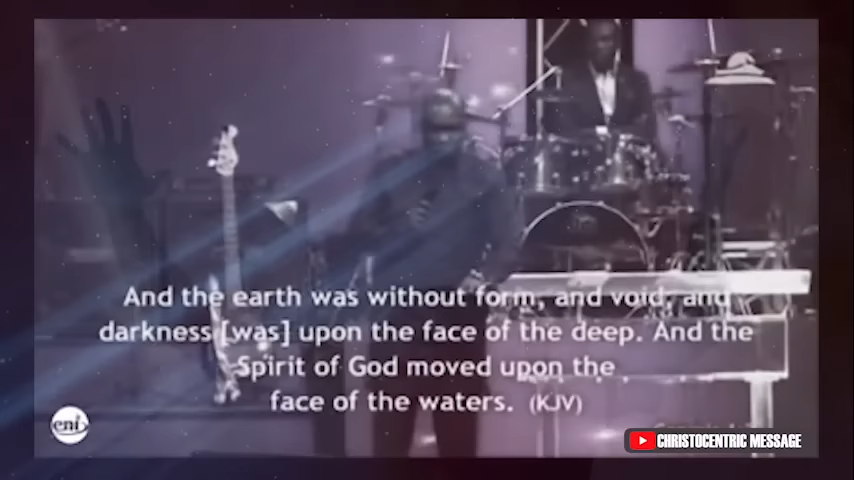 And the earth was without form, and void; and
darkness [was] upon the face of the deep. And the
Spirit of God moved upon the
face of the waters. (KJV)
eni
CHRISTOCENTRIC MESSAGE